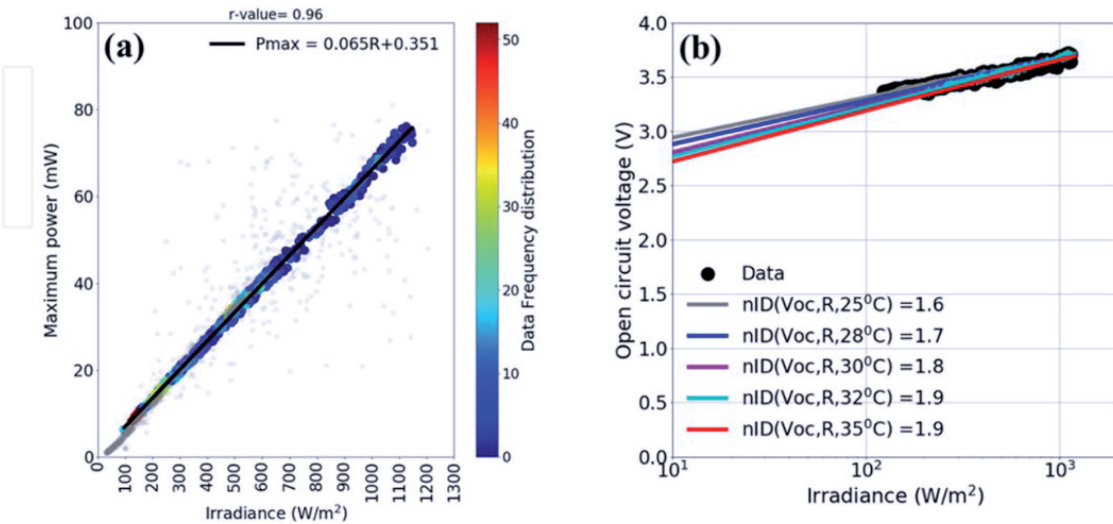 r-value= 0.96
(a)
Pmax = 0.065R+0.351
100
80
60
40
20
0
Maximum power (mW)
0
100
200
300
400
500
600
700
800
900
1000
1100
1200
1300
Irradiance (W/m²)
50
40
30
20
10
0
Data Frequency distribution
(b)
4.0
3.5
3.0
2.5
2.0
1.5
1.0
0.5
0.0
Open circuit voltage (V)
Data
nID(Voc,R,25⁰C) =1.6
nID(Voc,R,28⁰C) =1.7
nID(Voc,R,30⁰C) =1.8
nID(Voc,R,32⁰C) =1.9
nID(Voc,R,35⁰C) =1.9
10¹
10²
10³
Irradiance (W/m²)